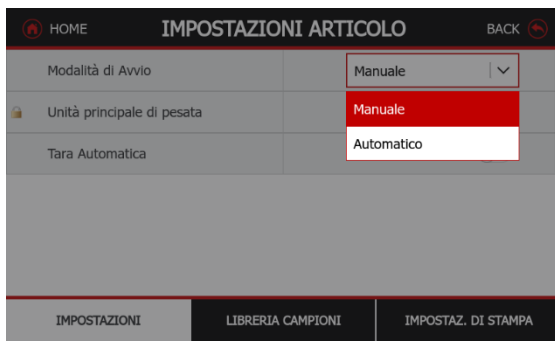 HOME IMPOSTAZIONI ARTICOLO BACK
Modalità di Avvio Manuale
Unità principale di pesata Manuale
Tara Automatica Automatico
IMPOSTAZIONI LIBRERIA CAMPIONI IMPOSTAZ. DI STAMPA